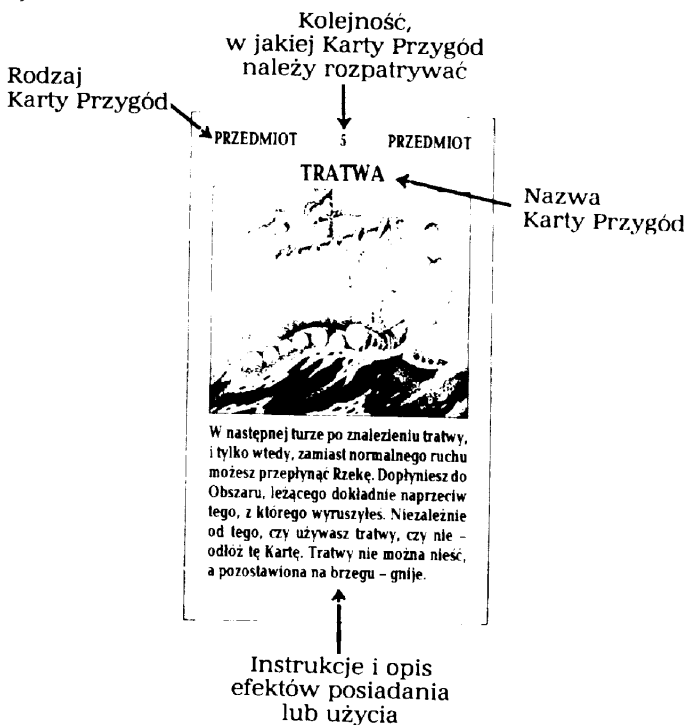 Kolejność,
w jakiej Karty Przygód
należy rozpatrywać
Rodzaj
Karty Przygód
PRZEDMIOT 5 PRZEDMIOT
TRATWA
Nazwa
Karty Przygód
W następnej turze po znalezieniu tratwy,
i tylko wtedy, zamiast normalnego ruchu
możesz przepłynąć Rzekę. Dopłyniesz do
Obszaru, leżącego dokładnie naprzeciw
tego, z którego wyruszyłeś. Niezależnie
od tego, czy używasz tratwy, czy nie –
odłóż tę Kartę. Tratwy nie można nieść,
a pozostawiona na brzegu – gnije.
Instrukcje i opis
efektów posiadania
lub użycia